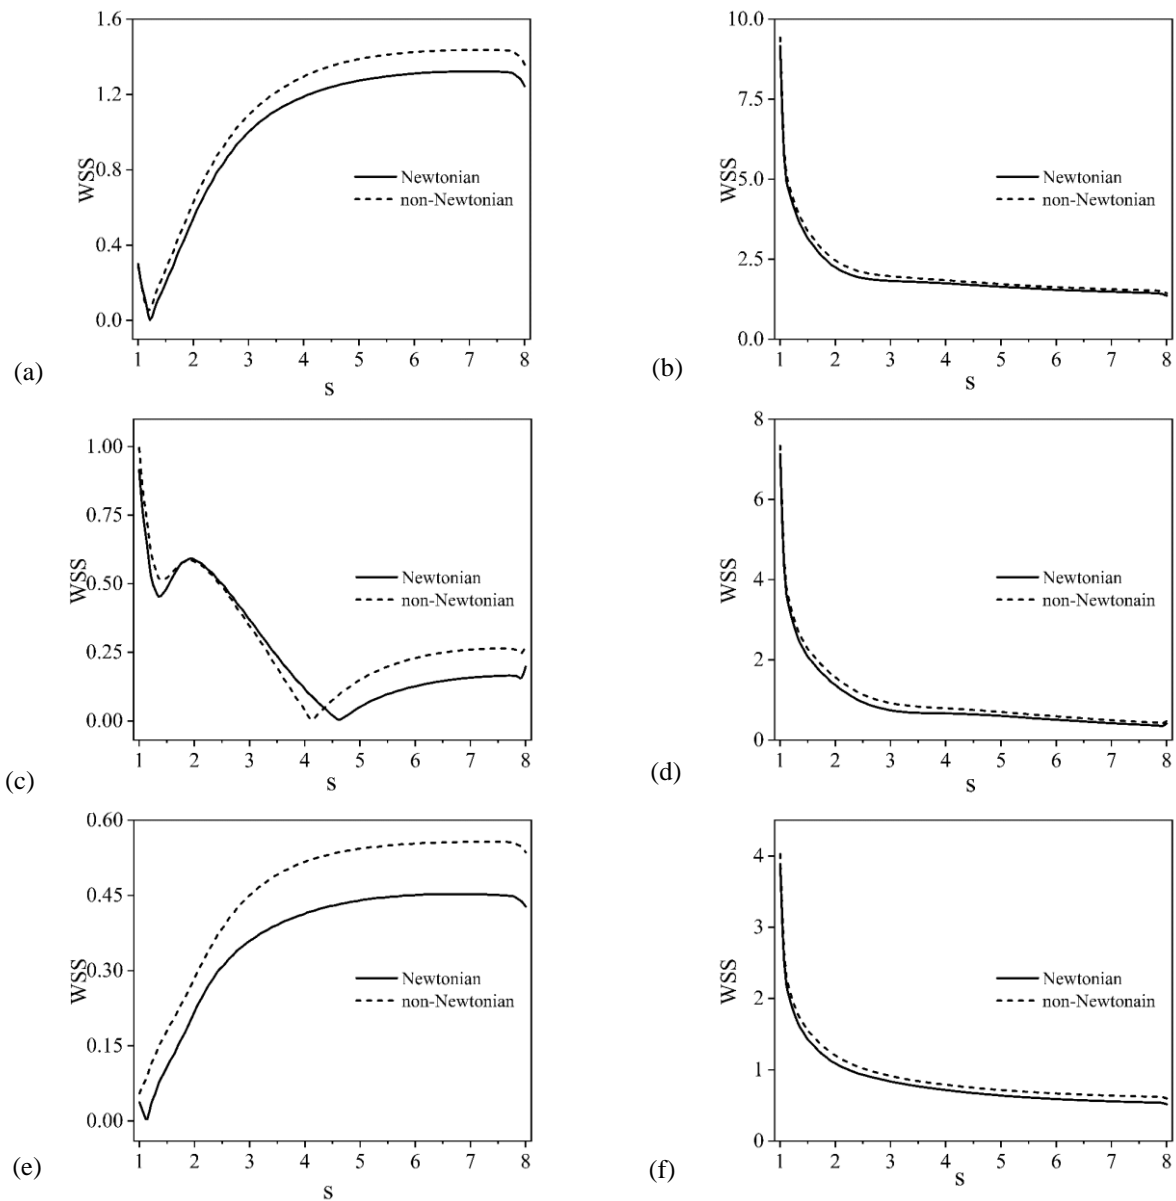 1.6
1.2
0.8
0.4
0.0
WSS
Newtonian
non-Newtonian
1 2 3 4 5 6 7 8
s
(a)
10.0
7.5
5.0
2.5
0.0
WSS
Newtonian
non-Newtonian
1 2 3 4 5 6 7 8
s
(b)
1.00
0.75
0.50
0.25
0.00
WSS
Newtonian
non-Newtonian
1 2 3 4 5 6 7 8
s
(c)
8
6
4
2
0
WSS
Newtonian
non-Newtonain
1 2 3 4 5 6 7 8
s
(d)
0.60
0.45
0.30
0.15
0.00
WSS
Newtonian
non-Newtonian
1 2 3 4 5 6 7 8
s
(e)
4
3
2
1
0
WSS
Newtonian
non-Newtonain
1 2 3 4 5 6 7 8
s
(f)